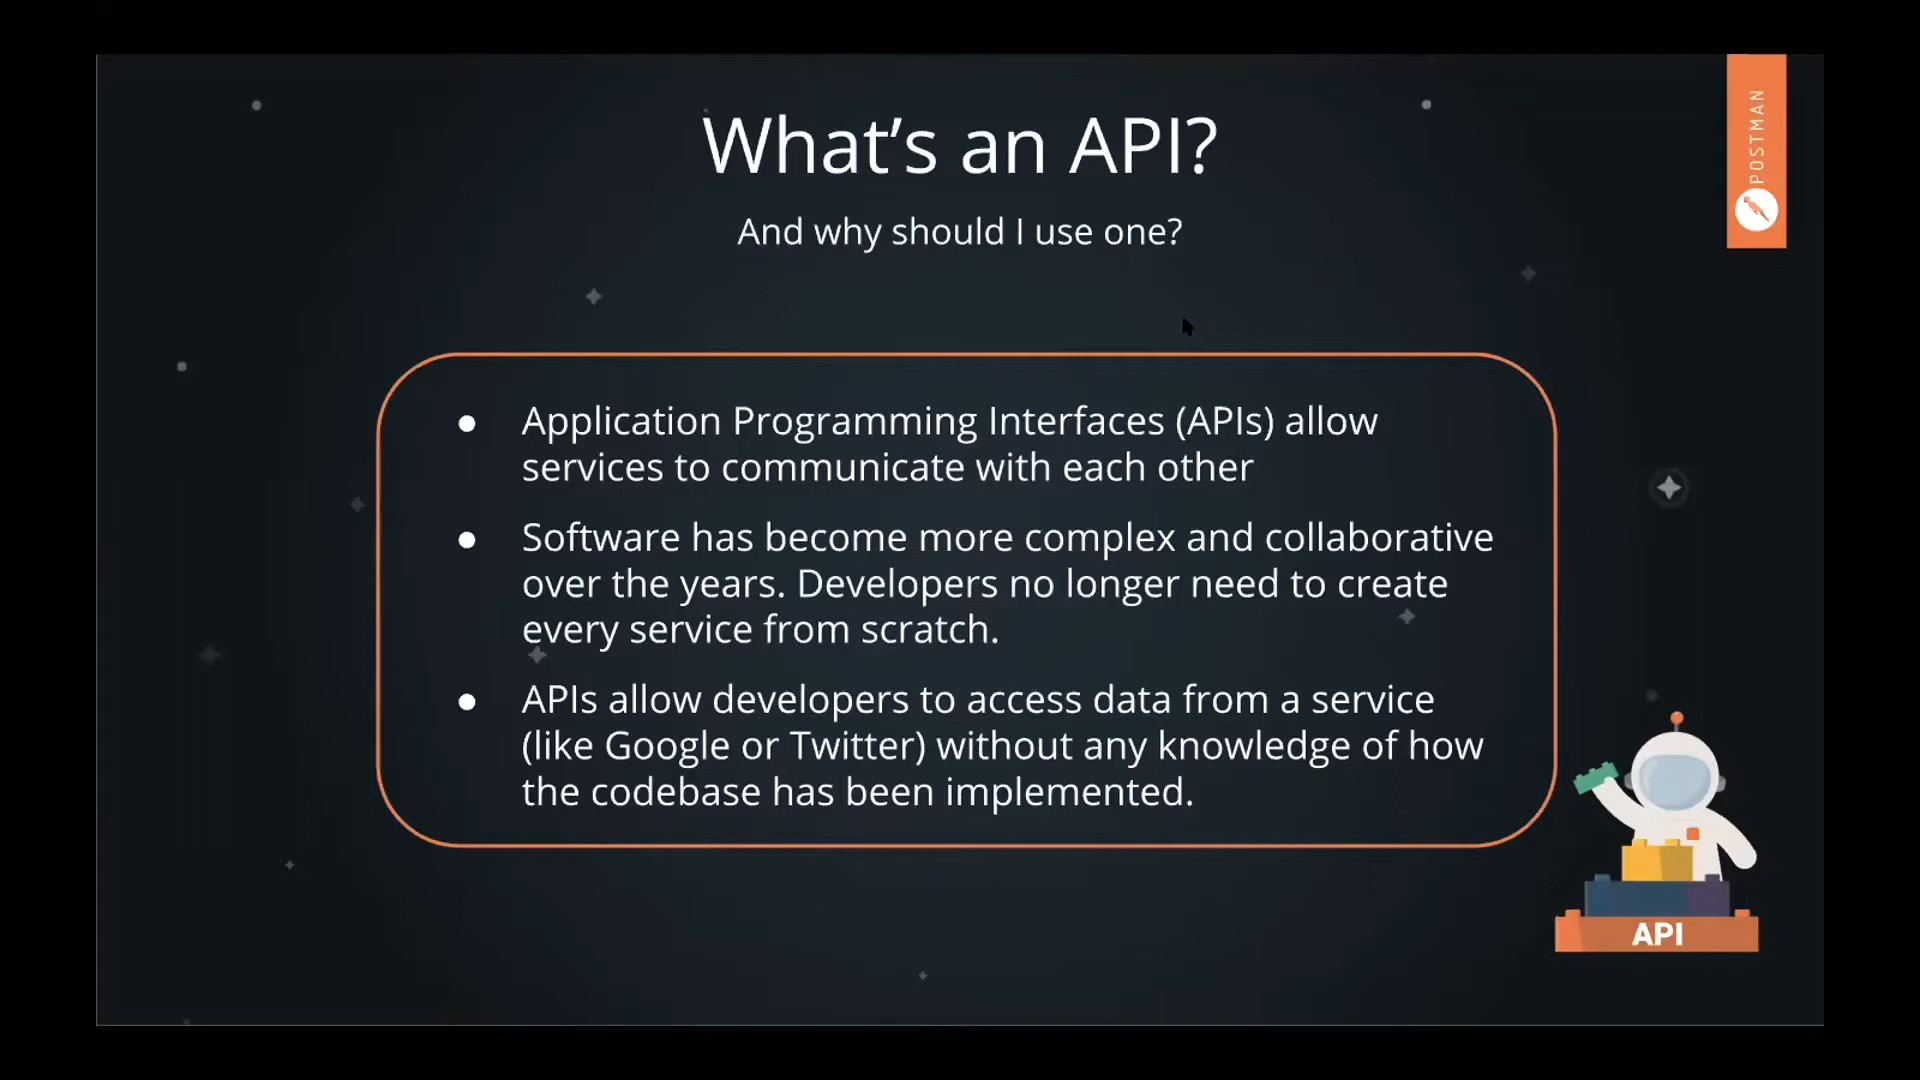 What's an API?
And why should I use one?
POSTMAN
● Application Programming Interfaces (APIs) allow
services to communicate with each other
● Software has become more complex and collaborative
over the years. Developers no longer need to create
every service from scratch.
● APIs allow developers to access data from a service
(like Google or Twitter) without any knowledge of how
the codebase has been implemented.
API